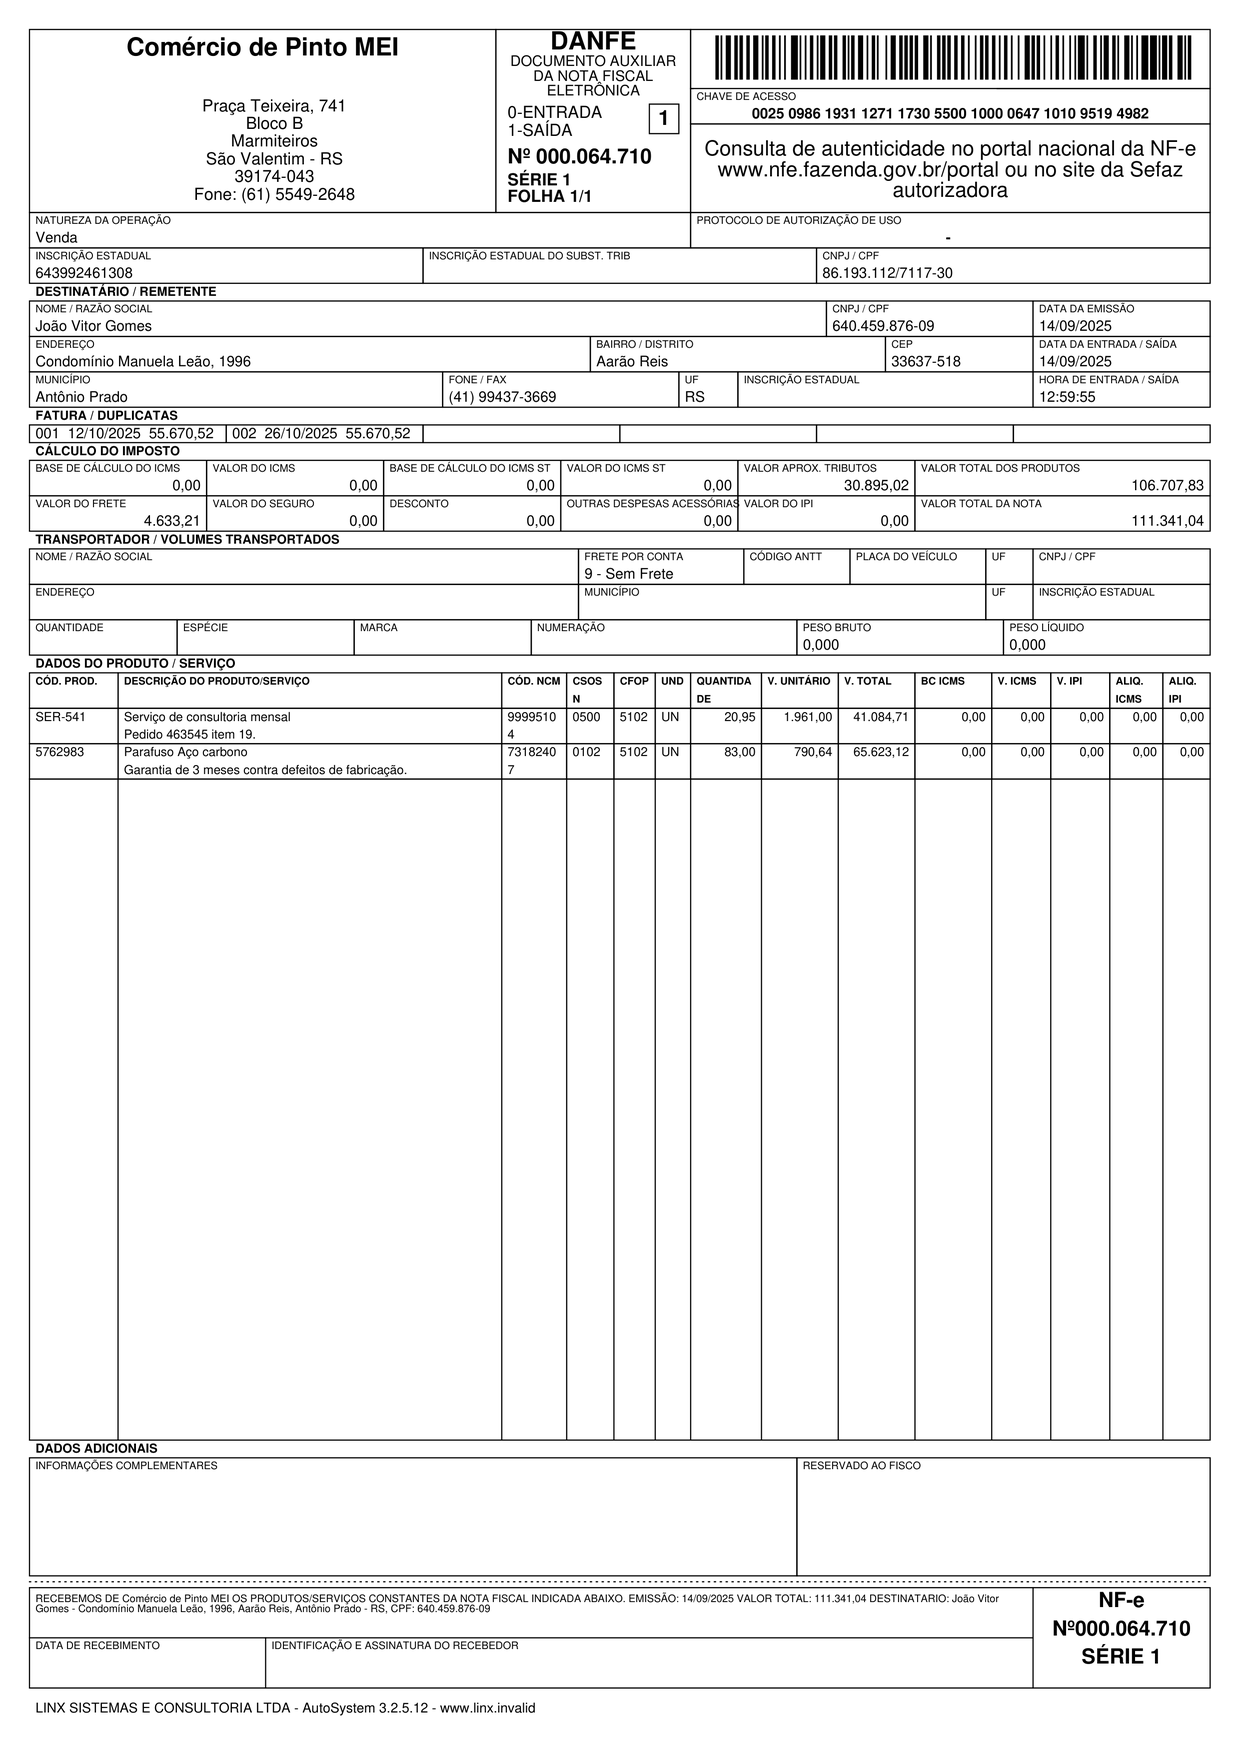 Comércio de Pinto MEI
Praça Teixeira, 741
Bloco B
Marmiteiros
São Valentim - RS
39174-043
Fone: (61) 5549-2648
DANFE
DOCUMENTO AUXILIAR
DA NOTA FISCAL
ELETRÔNICA
0-ENTRADA
1-SAÍDA
1
Nº 000.064.710
SÉRIE 1
FOLHA 1/1
CHAVE DE ACESSO
0025 0986 1931 1271 1730 5500 1000 0647 1010 9519 4982
Consulta de autenticidade no portal nacional da NF-e
www.nfe.fazenda.gov.br/portal ou no site da Sefaz
autorizadora
NATUREZA DA OPERAÇÃO
Venda
PROTOCOLO DE AUTORIZAÇÃO DE USO
-
INSCRIÇÃO ESTADUAL
643992461308
INSCRIÇÃO ESTADUAL DO SUBST. TRIB
CNPJ / CPF
86.193.112/7117-30
DESTINATÁRIO / REMETENTE
NOME / RAZÃO SOCIAL
João Vitor Gomes
CNPJ / CPF
640.459.876-09
DATA DA EMISSÃO
14/09/2025
ENDEREÇO
Condomínio Manuela Leão, 1996
BAIRRO / DISTRITO
Aarão Reis
CEP
33637-518
DATA DA ENTRADA / SAÍDA
14/09/2025
MUNICÍPIO
Antônio Prado
FONE / FAX
(41) 99437-3669
UF
RS
INSCRIÇÃO ESTADUAL
HORA DE ENTRADA / SAÍDA
12:59:55
FATURA / DUPLICATAS
001 12/10/2025 55.670,52 002 26/10/2025 55.670,52
CÁLCULO DO IMPOSTO
BASE DE CÁLCULO DO ICMS
0,00
VALOR DO ICMS
0,00
BASE DE CÁLCULO DO ICMS ST
0,00
VALOR DO ICMS ST
0,00
VALOR APROX. TRIBUTOS
30.895,02
VALOR TOTAL DOS PRODUTOS
106.707,83
VALOR DO FRETE
4.633,21
VALOR DO SEGURO
0,00
DESCONTO
0,00
OUTRAS DESPESAS ACESSÓRIAS
0,00
VALOR DO IPI
0,00
VALOR TOTAL DA NOTA
111.341,04
TRANSPORTADOR / VOLUMES TRANSPORTADOS
NOME / RAZÃO SOCIAL
FRETE POR CONTA
9 - Sem Frete
CÓDIGO ANTT
PLACA DO VEÍCULO
UF
CNPJ / CPF
ENDEREÇO
MUNICÍPIO
UF
INSCRIÇÃO ESTADUAL
QUANTIDADE
ESPÉCIE
MARCA
NUMERAÇÃO
PESO BRUTO
0,000
PESO LÍQUIDO
0,000
DADOS DO PRODUTO / SERVIÇO
CÓD. PROD. DESCRIÇÃO DO PRODUTO/SERVIÇO CÓD. NCM CSOS CFOP UND QUANTIDA V. UNITÁRIO V. TOTAL BC ICMS V. ICMS V. IPI ALIQ. ALIQ.
N DE ICMS IPI
SER-541 Serviço de consultoria mensal 9999510 0500 5102 UN 20,95 1.961,00 41.084,71 0,00 0,00 0,00 0,00 0,00
Pedido 463545 item 19. 4
5762983 Parafuso Aço carbono 7318240 0102 5102 UN 83,00 790,64 65.623,12 0,00 0,00 0,00 0,00 0,00
Garantia de 3 meses contra defeitos de fabricação. 7
DADOS ADICIONAIS
INFORMAÇÕES COMPLEMENTARES
RESERVADO AO FISCO
RECEBEMOS DE Comércio de Pinto MEI OS PRODUTOS/SERVIÇOS CONSTANTES DA NOTA FISCAL INDICADA ABAIXO. EMISSÃO: 14/09/2025 VALOR TOTAL: 111.341,04 DESTINATARIO: João Vitor
Gomes - Condomínio Manuela Leão, 1996, Aarão Reis, Antônio Prado - RS, CPF: 640.459.876-09
DATA DE RECEBIMENTO
IDENTIFICAÇÃO E ASSINATURA DO RECEBEDOR
NF-e
Nº000.064.710
SÉRIE 1
LINX SISTEMAS E CONSULTORIA LTDA - AutoSystem 3.2.5.12 - www.linx.invalid